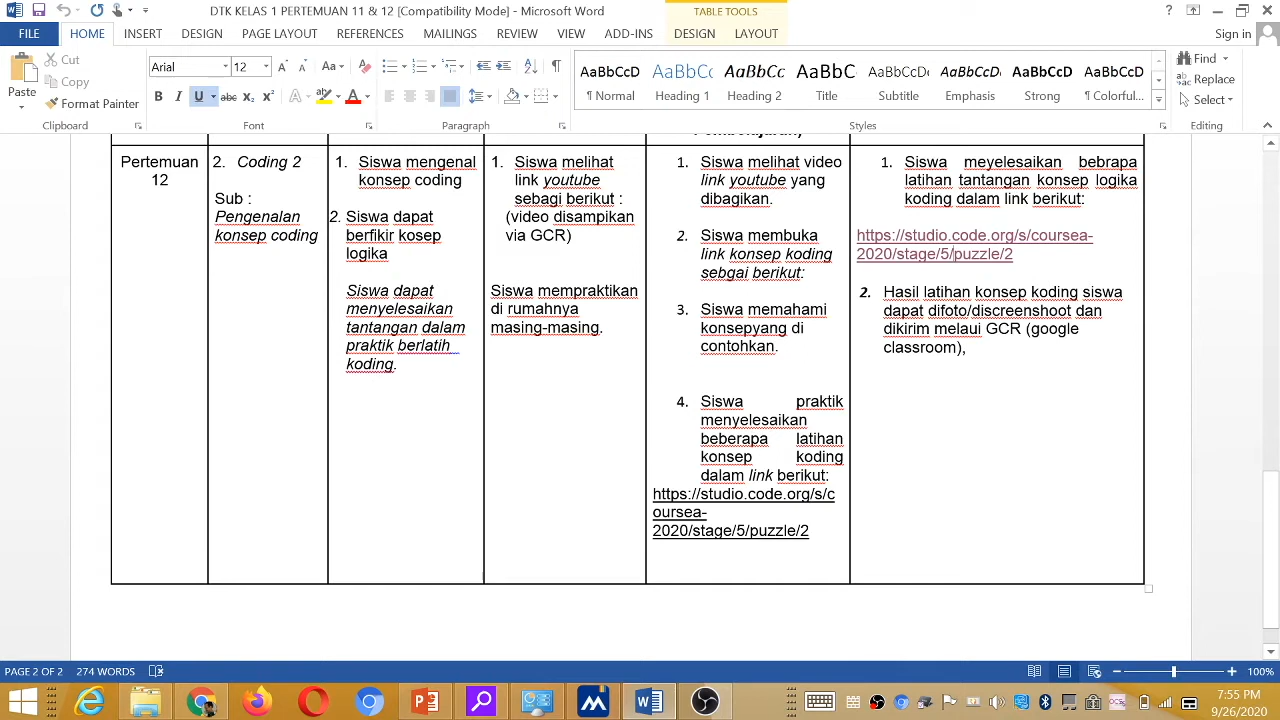 DTK KELAS 1 PERTEMUAN 11 & 12 [Compatibility Mode] - Microsoft Word
TABLE TOOLS
FILE
HOME
INSERT
DESIGN
PAGE LAYOUT
REFERENCES
MAILINGS
REVIEW
VIEW
ADD-INS
DESIGN
LAYOUT
Sign in
Paste
Cut
Copy
Format Painter
Clipboard
Arial
12
Font
Paragraph
AaBbCcD
¶ Normal
AaBbCc
Heading 1
AaBbCc
Heading 2
AaBbC
Title
AaBbCcD
Subtitle
AaBbCcD
Emphasis
AaBbCcD
Strong
AaBbCcD
¶ Colorful...
Styles
Find
Replace
Select
Editing
Pembelajaran)
Pertemuan
12
2. Coding 2
Sub :
Pengenalan
konsep coding
1. Siswa mengenal
konsep coding
2. Siswa dapat
berfikir kosep
logika
Siswa dapat
menyelesaikan
tantangan dalam
praktik berlatih
koding.
1. Siswa melihat
link youtube
sebagi berikut :
(video disampikan
via GCR)
Siswa mempraktikan
di rumahnya
masing-masing.
1. Siswa melihat video
link youtube yang
dibagikan.
2. Siswa membuka
link konsep koding
sebgai berikut:
3. Siswa memahami
konsepyang di
contohkan.
4. Siswa praktik
menyelesaikan
beberapa latihan
konsep koding
dalam link berikut:
https://studio.code.org/s/c
oursea-
2020/stage/5/puzzle/2
1. Siswa meyelesaikan bebrapa
latihan tantangan konsep logika
koding dalam link berikut:
https://studio.code.org/s/coursea-
2020/stage/5/puzzle/2
2. Hasil latihan konsep koding siswa
dapat difoto/discreenshoot dan
dikirim melaui GCR (google
classroom),
PAGE 2 OF 2
274 WORDS
100%
7:55 PM
9/26/2020